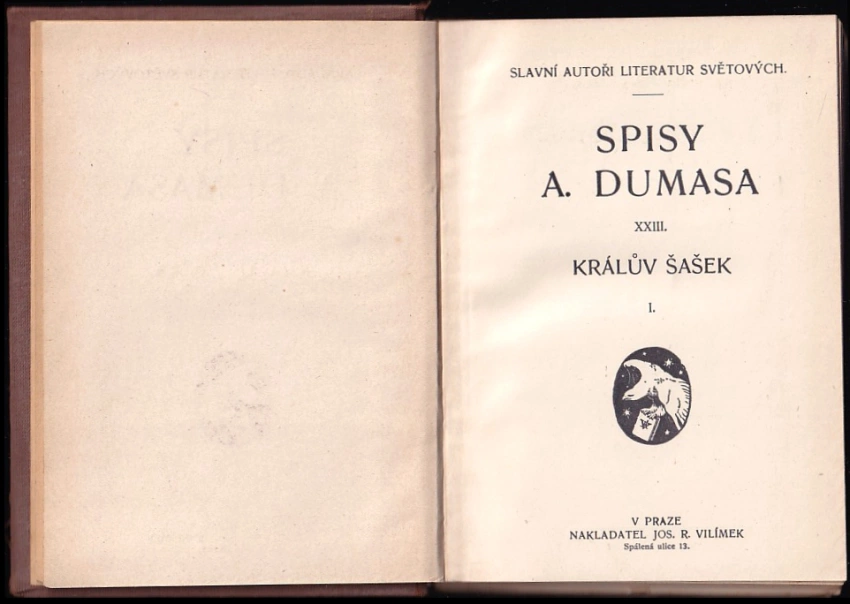 SLAVNÍ AUTOŘI LITERATUR SVĚTOVÝCH.
SPISY
A. DUMASA
XXIII.
KRÁLŮV ŠAŠEK
I.
V PRAZE
NAKLADATEL JOS. R. VILÍMEK
Spálená ulice 13.